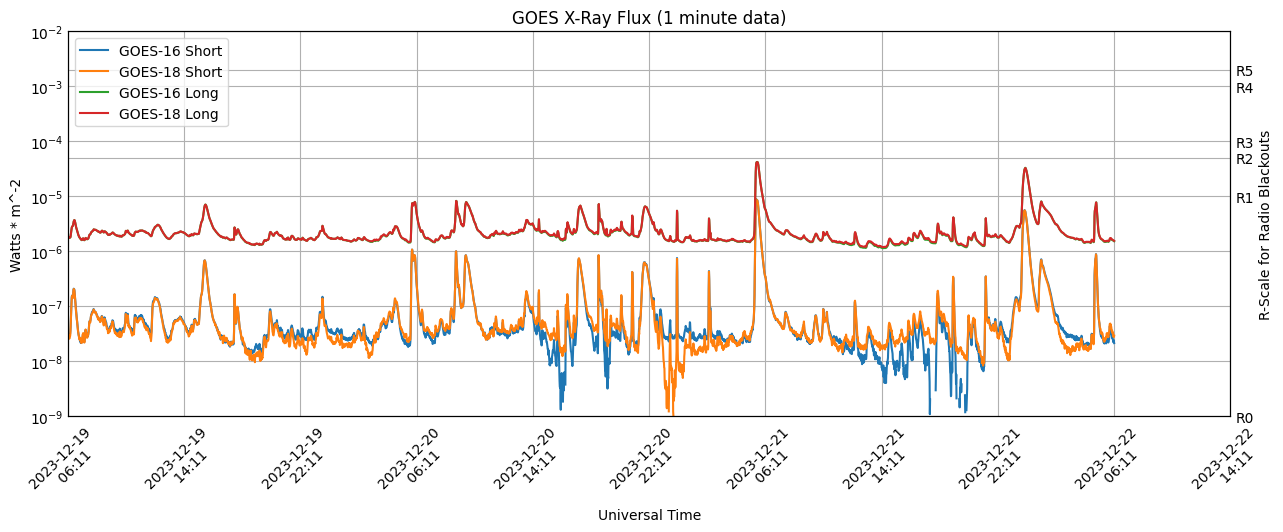 GOES X-Ray Flux (1 minute data)
GOES-16 Short
GOES-18 Short
GOES-16 Long
GOES-18 Long
10^-2
10^-3
10^-4
10^-5
10^-6
10^-7
10^-8
10^-9
Watts * m^-2
R5
R4
R3
R2
R1
R0
R-Scale for Radio Blackouts
2023-12-19
06:11
2023-12-19
14:11
2023-12-19
22:11
2023-12-20
06:11
2023-12-20
14:11
2023-12-20
22:11
2023-12-21
06:11
2023-12-21
14:11
2023-12-21
22:11
2023-12-22
06:11
2023-12-22
14:11
Universal Time